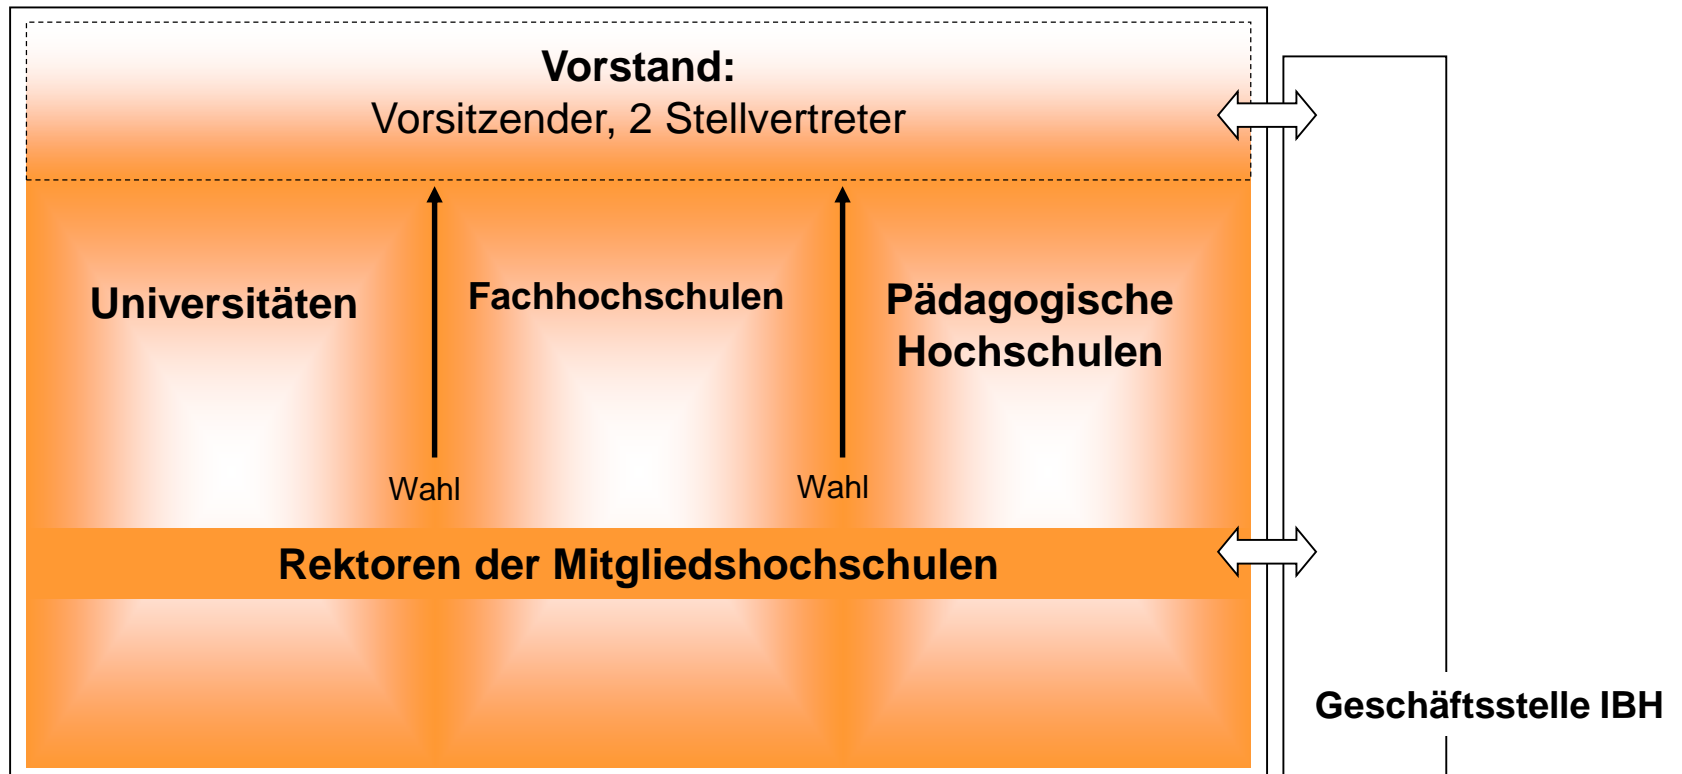 Vorstand:
Vorsitzender, 2 Stellvertreter
Universitäten
Fachhochschulen
Pädagogische
Hochschulen
Wahl
Wahl
Rektoren der Mitgliedshochschulen
Geschäftsstelle IBH